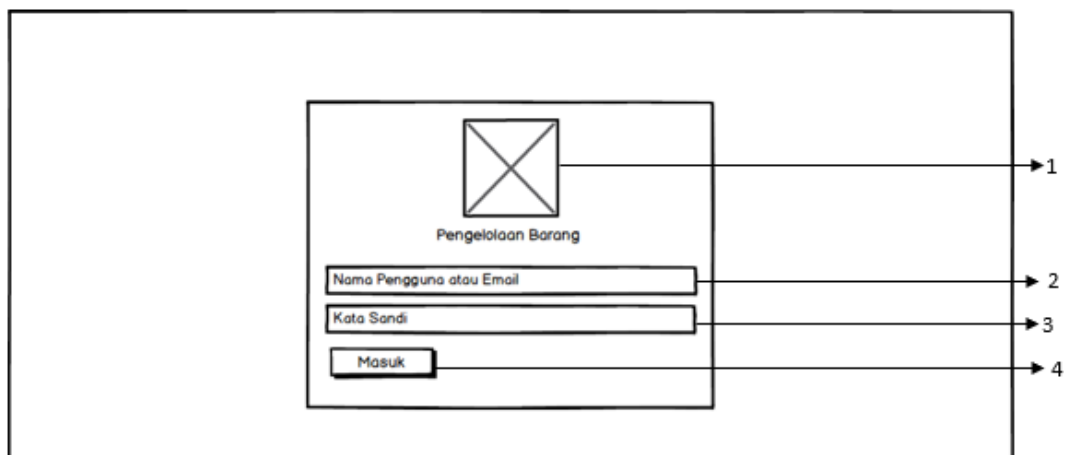 1
Pengelolaan Barang
Nama Pengguna atau Email
2
Kata Sandi
3
Masuk
4